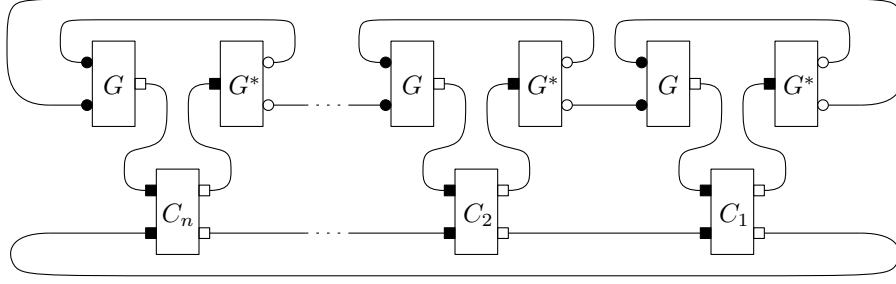 G G* . . . G G* G G*
Cₙ . . . C₂ C₁